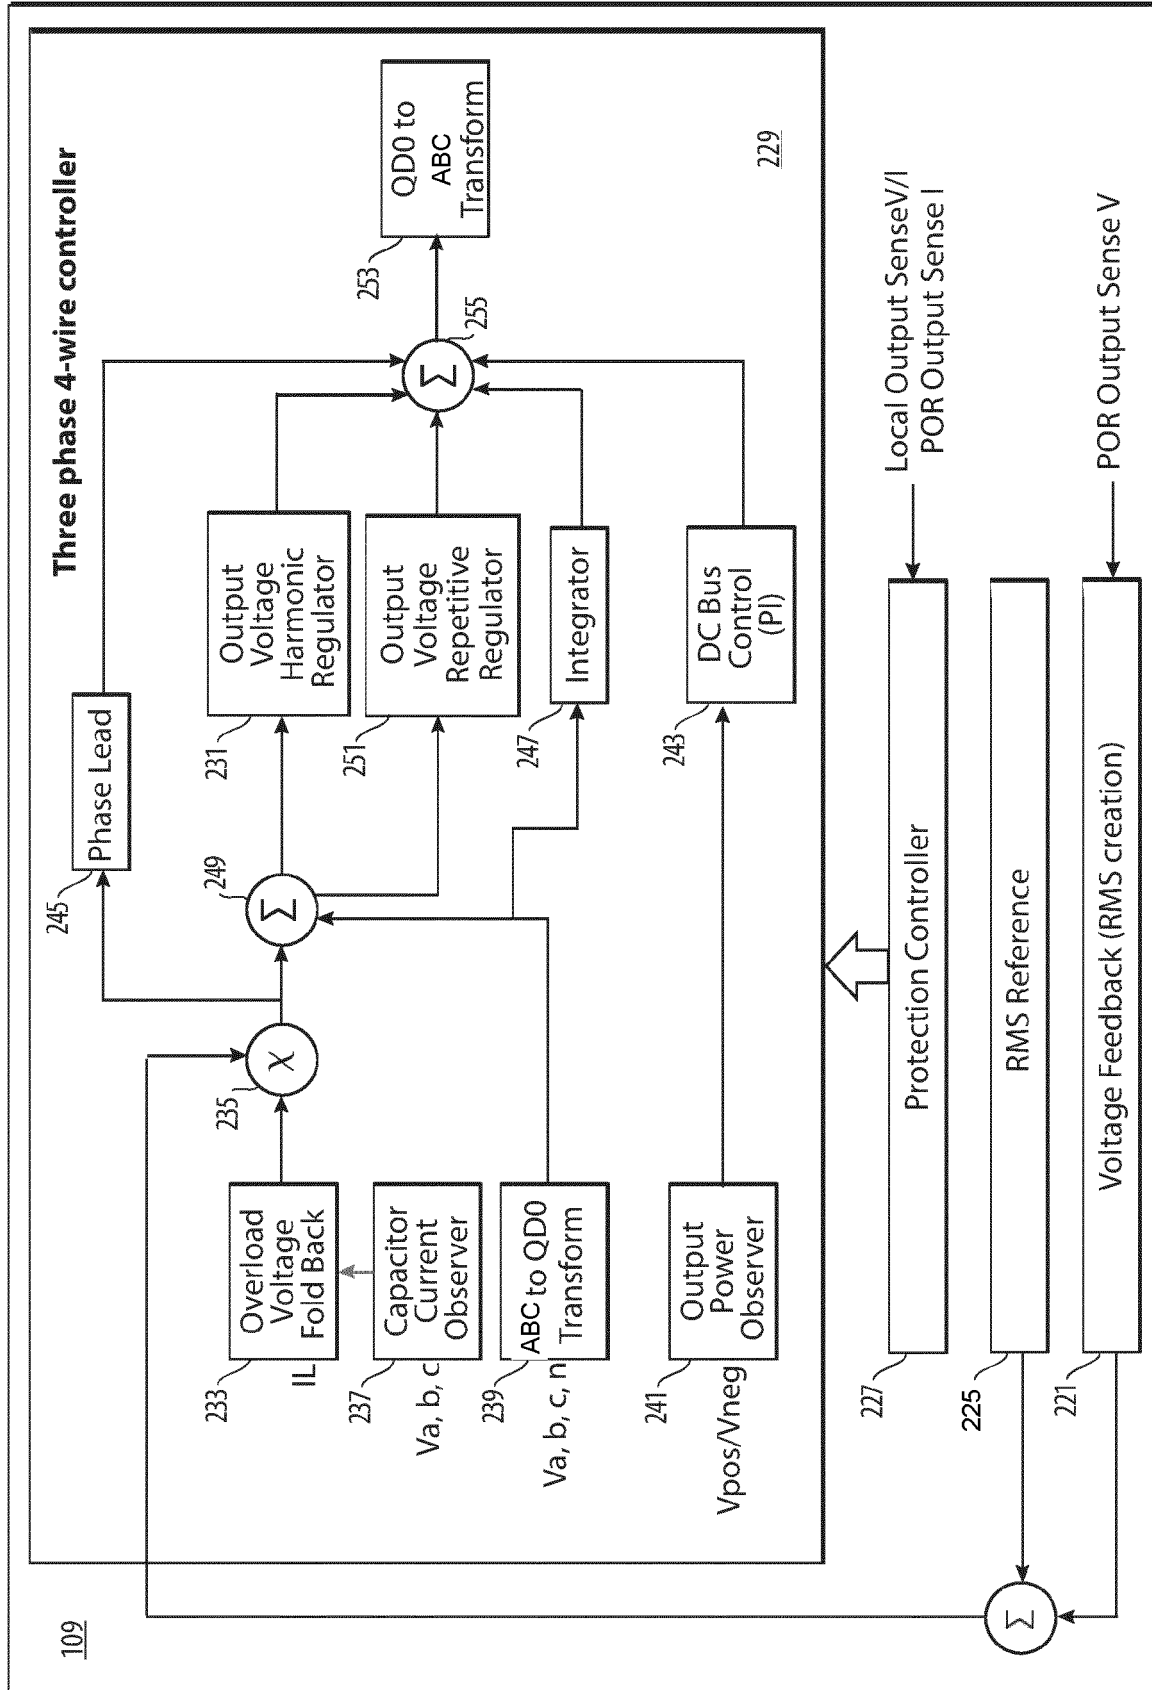 109
Three phase 4-wire controller
245
Phase Lead
235
249
231
Output
Voltage
Harmonic
Regulator
233
Overload
Voltage
Fold Back
IL
χ
Σ
251
Output
Voltage
Repetitive
Regulator
237
Capacitor
Current
Observer
Va, b, c
Σ
255
253
QD0 to
ABC
Transform
239
ABC to QD0
Transform
Va, b, c, n
247
Integrator
241
Output
Power
Observer
Vpos/Vneg
243
DC Bus
Control
(PI)
229
227
Protection Controller
Local Output SenseV/I
POR Output Sense I
225
RMS Reference
Σ
221
Voltage Feedback (RMS creation)
POR Output Sense V